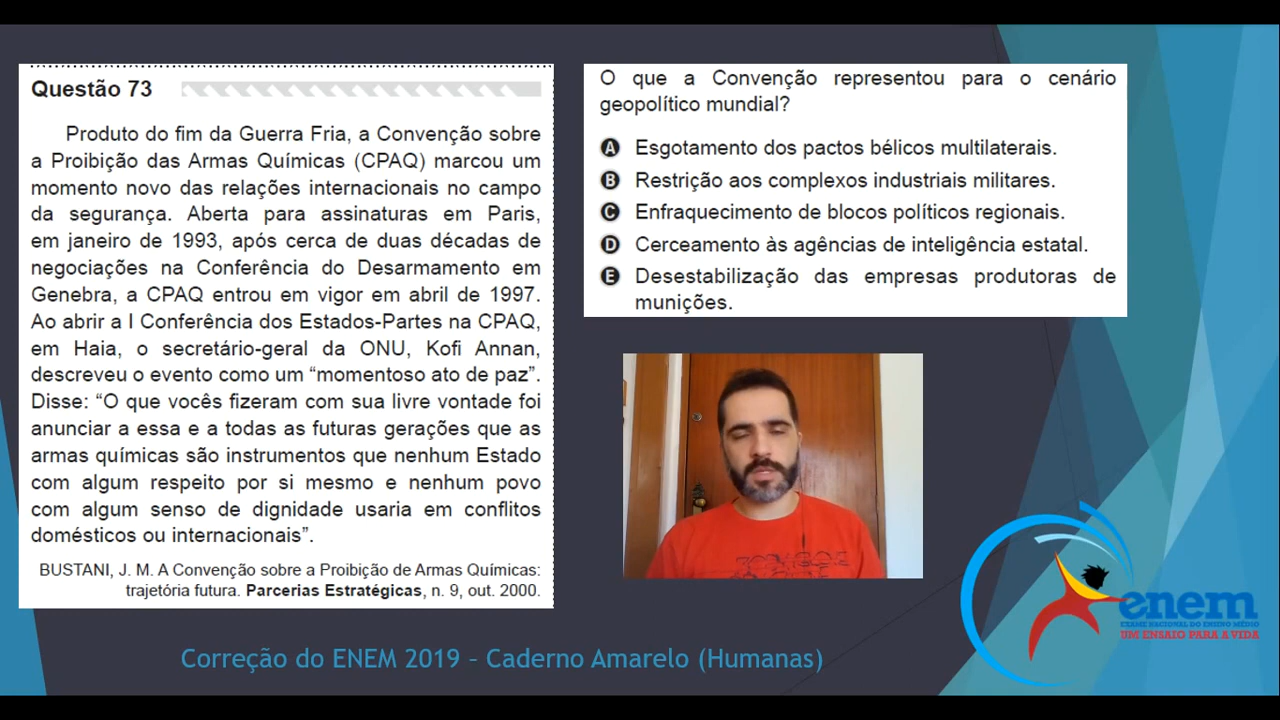 Questão 73
Produto do fim da Guerra Fria, a Convenção sobre
a Proibição das Armas Químicas (CPAQ) marcou um
momento novo das relações internacionais no campo
da segurança. Aberta para assinaturas em Paris,
em janeiro de 1993, após cerca de duas décadas de
negociações na Conferência do Desarmamento em
Genebra, a CPAQ entrou em vigor em abril de 1997.
Ao abrir a I Conferência dos Estados-Partes na CPAQ,
em Haia, o secretário-geral da ONU, Kofi Annan,
descreveu o evento como um “momentoso ato de paz”.
Disse: “O que vocês fizeram com sua livre vontade foi
anunciar a essa e a todas as futuras gerações que as
armas químicas são instrumentos que nenhum Estado
com algum respeito por si mesmo e nenhum povo
com algum senso de dignidade usaria em conflitos
domésticos ou internacionais”.
BUSTANI, J. M. A Convenção sobre a Proibição de Armas Químicas:
trajetória futura. Parcerias Estratégicas, n. 9, out. 2000.
O que a Convenção representou para o cenário
geopolítico mundial?
A Esgotamento dos pactos bélicos multilaterais.
B Restrição aos complexos industriais militares.
C Enfraquecimento de blocos políticos regionais.
D Cerceamento às agências de inteligência estatal.
E Desestabilização das empresas produtoras de
munições.
enem
EXAME NACIONAL DO ENSINO MÉDIO
UM ENSAIO PARA A VIDA
Correção do ENEM 2019 – Caderno Amarelo (Humanas)